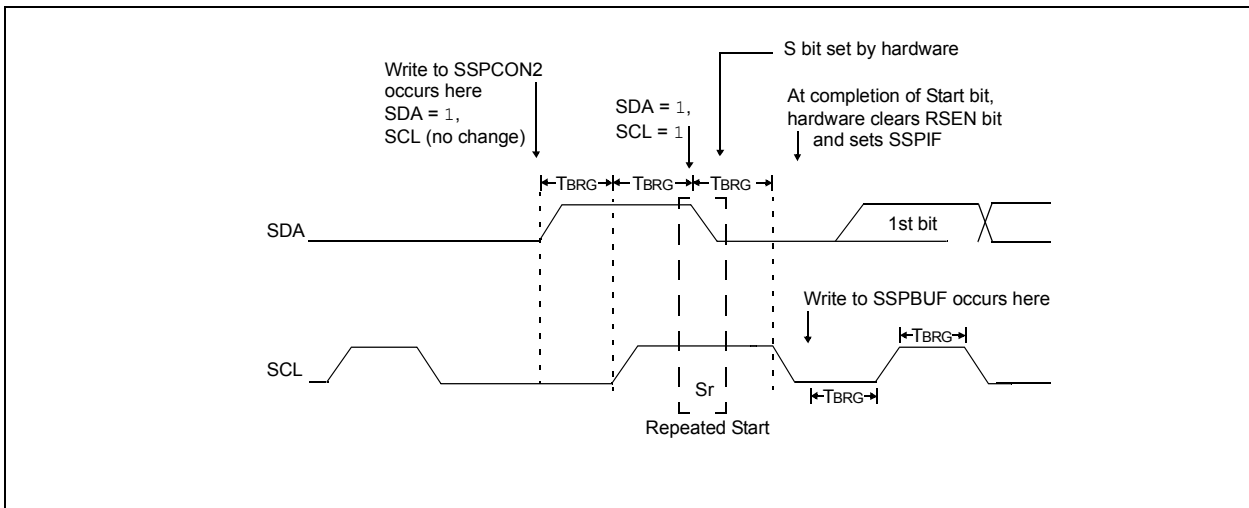 S bit set by hardware
Write to SSPCON2
occurs here
SDA = 1,
SCL (no change)
SDA = 1,
SCL = 1
At completion of Start bit,
hardware clears RSEN bit
and sets SSPIF
TBRG TBRG TBRG
SDA
1st bit
Write to SSPBUF occurs here
TBRG
SCL
Sr
TBRG
Repeated Start